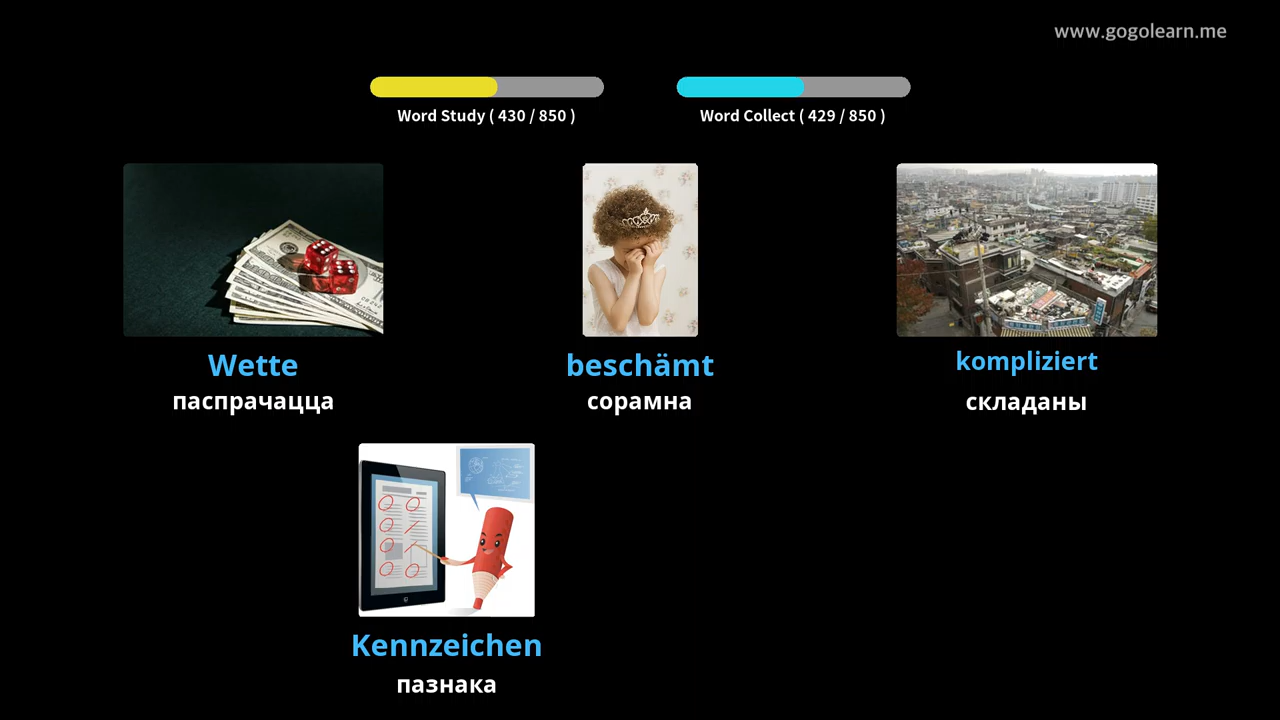 www.gogolearn.me
Word Study ( 430 / 850 )
Word Collect ( 429 / 850 )
Wette
паспрачацца
beschämt
сорамна
kompliziert
складаны
Kennzeichen
пазнака